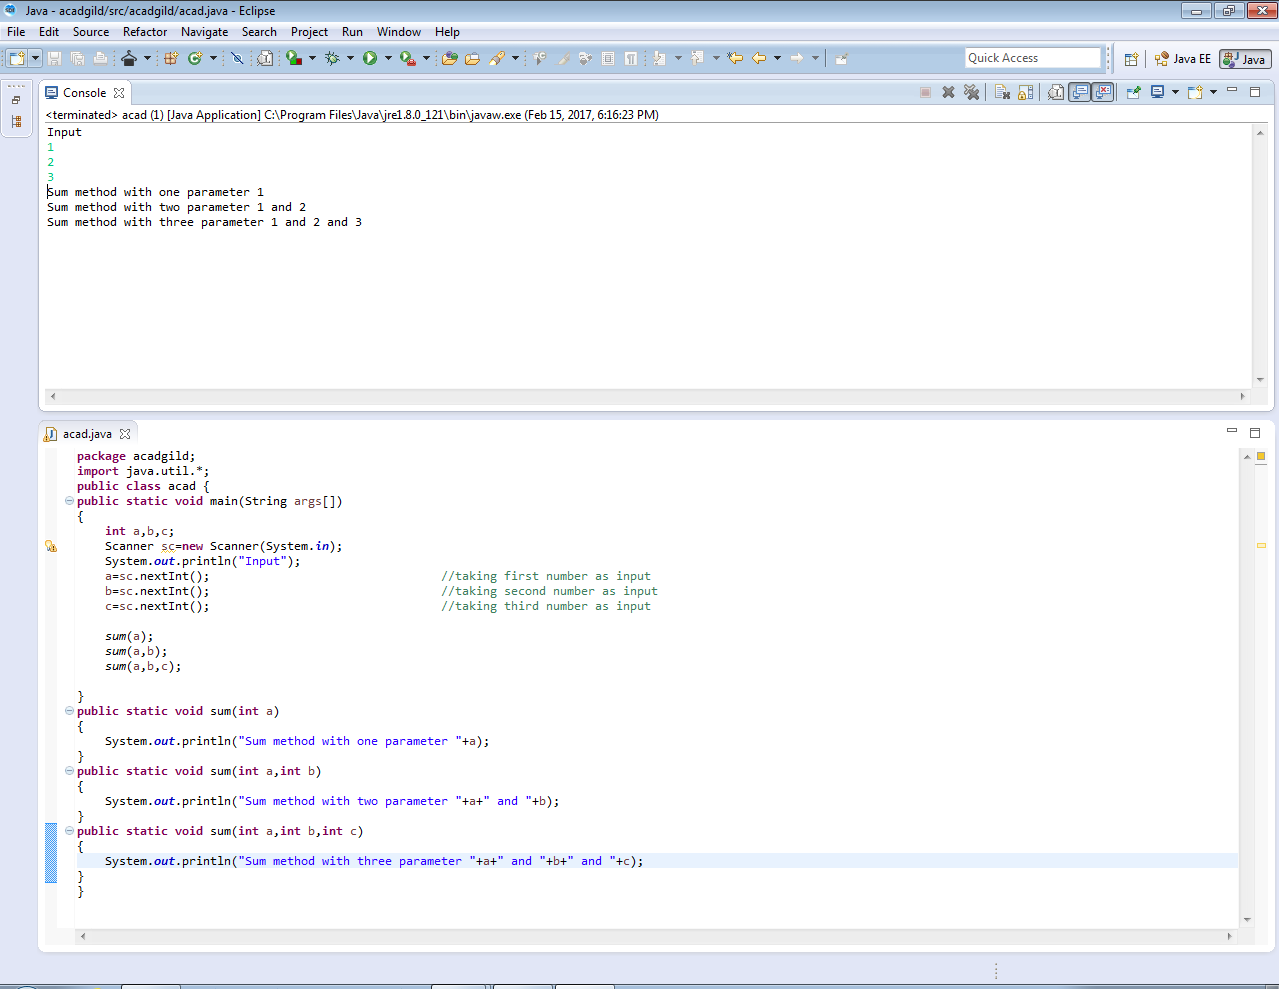 Java - acadgild/src/acadgild/acad.java - Eclipse
File Edit Source Refactor Navigate Search Project Run Window Help
Quick Access Java EE Java
Console
<terminated> acad (1) [Java Application] C:\Program Files\Java\jre1.8.0_121\bin\javaw.exe (Feb 15, 2017, 6:16:23 PM)
Input
1
2
3
Sum method with one parameter 1
Sum method with two parameter 1 and 2
Sum method with three parameter 1 and 2 and 3
acad.java
package acadgild;
import java.util.*;
public class acad {
public static void main(String args[])
{
int a,b,c;
Scanner sc=new Scanner(System.in);
System.out.println("Input");
a=sc.nextInt(); //taking first number as input
b=sc.nextInt(); //taking second number as input
c=sc.nextInt(); //taking third number as input
sum(a);
sum(a,b);
sum(a,b,c);
}
public static void sum(int a)
{
System.out.println("Sum method with one parameter "+a);
}
public static void sum(int a,int b)
{
System.out.println("Sum method with two parameter "+a+" and "+b);
}
public static void sum(int a,int b,int c)
{
System.out.println("Sum method with three parameter "+a+" and "+b+" and "+c);
}
}